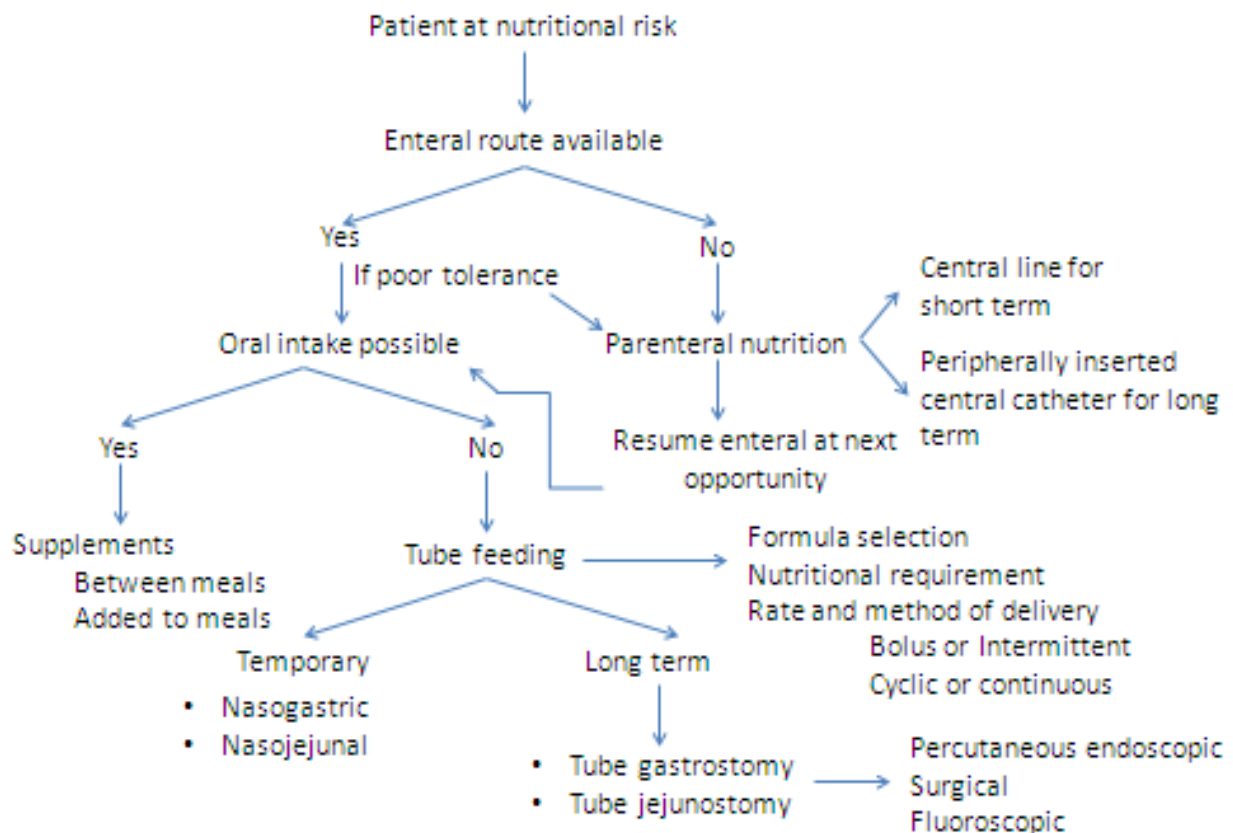 Patient at nutritional risk
Enteral route available
Yes
No
If poor tolerance
Central line for
short term
Oral intake possible
Parenteral nutrition
Peripherally inserted
central catheter for long
term
Yes
No
Resume enteral at next
opportunity
Supplements
Between meals
Added to meals
Tube feeding
Formula selection
Nutritional requirement
Rate and method of delivery
Bolus or Intermittent
Cyclic or continuous
Temporary
• Nasogastric
• Nasojejunal
Long term
• Tube gastrostomy
• Tube jejunostomy
Percutaneous endoscopic
Surgical
Fluoroscopic